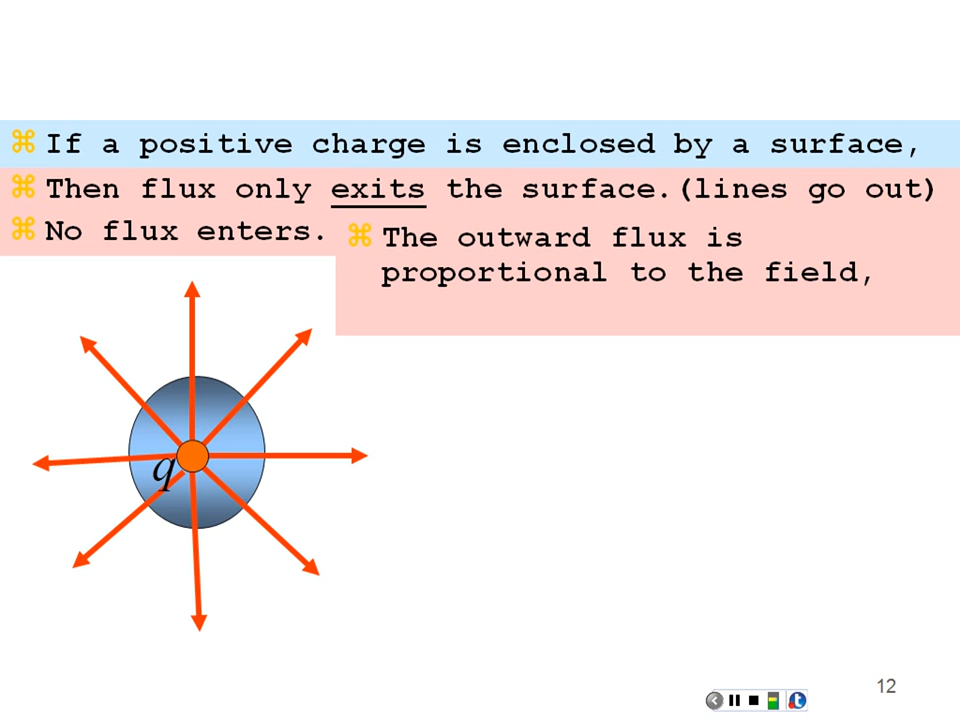 If a positive charge is enclosed by a surface,
Then flux only exits the surface.(lines go out)
No flux enters.
The outward flux is
proportional to the field,
q
12